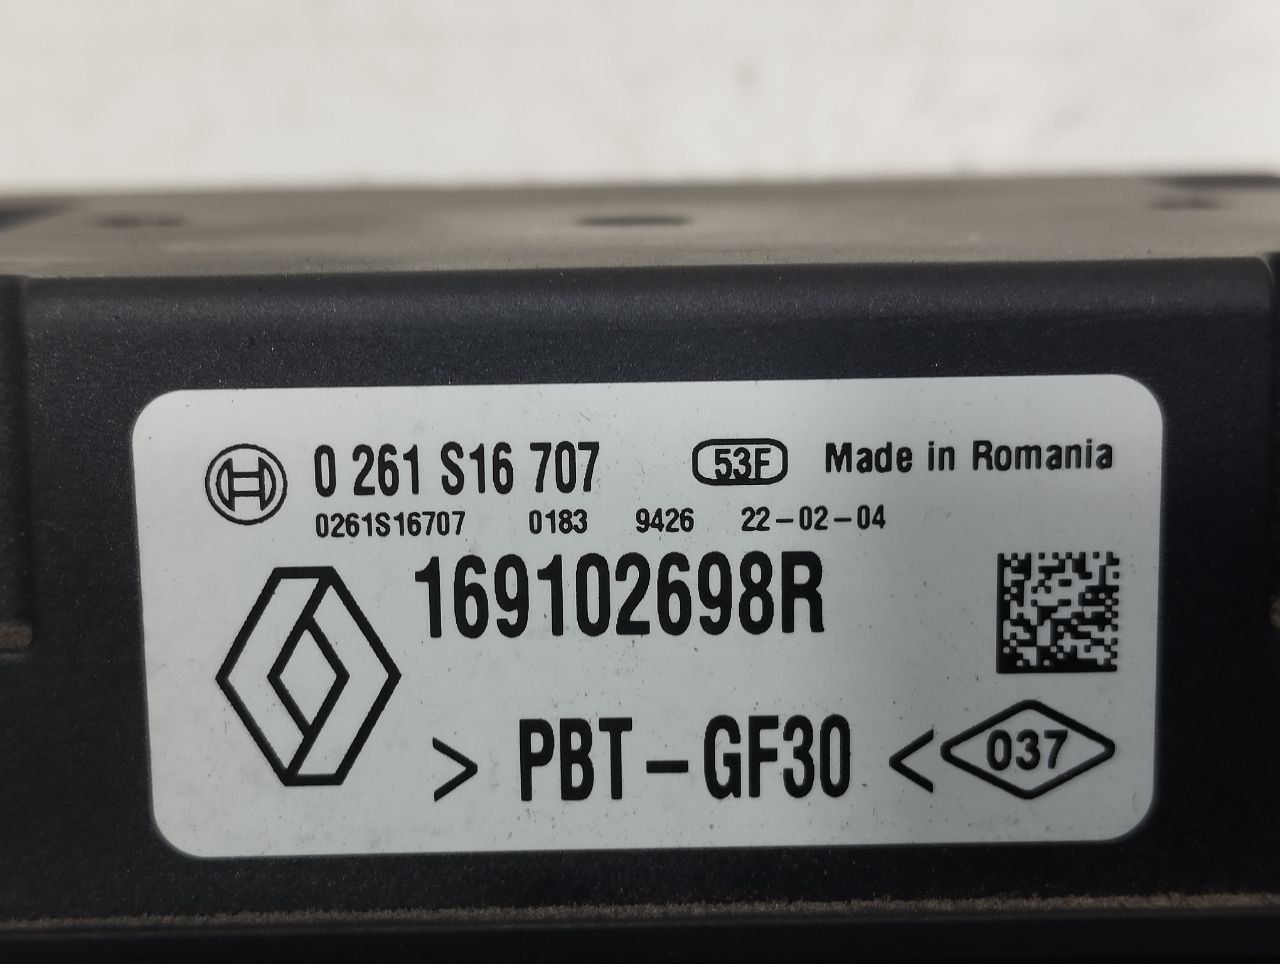 0 261 S16 707 53F Made in Romania
0261S16707 0183 9426 22-02-04
169102698R
> PBT-GF30 < 037